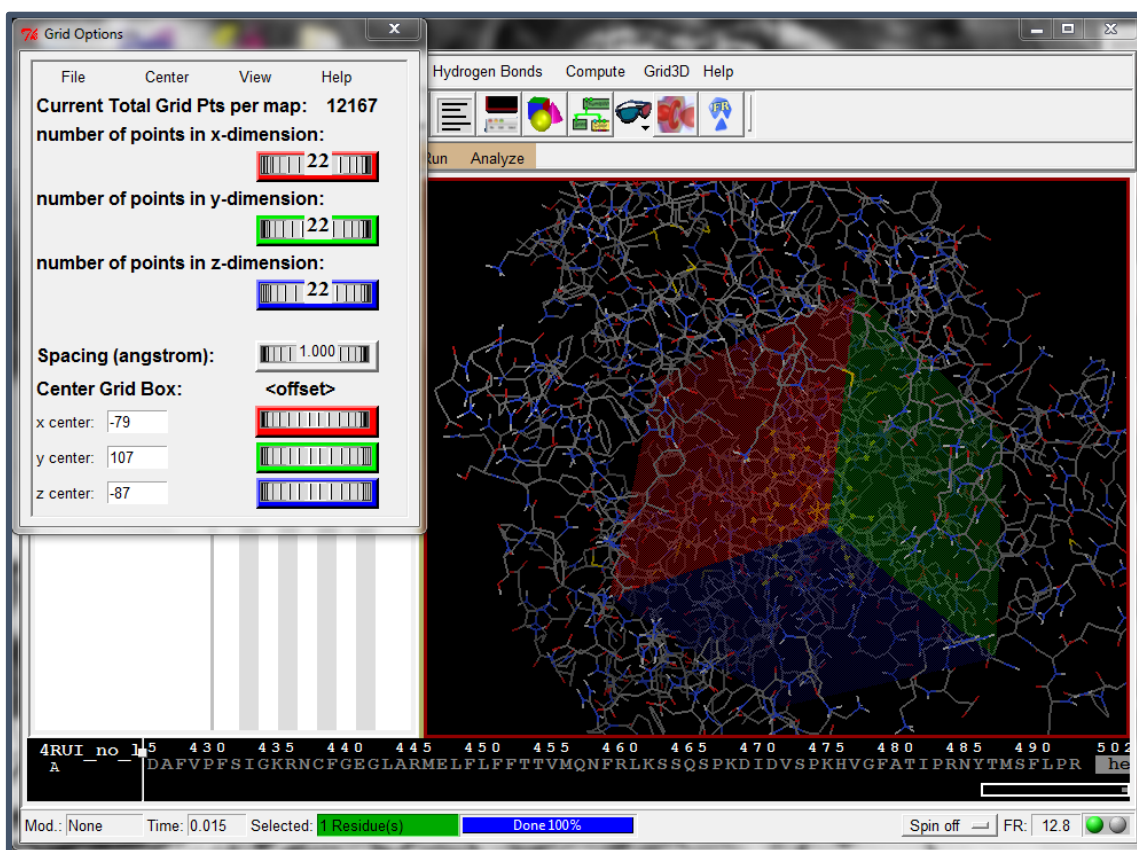 Grid Options
x
File Center View Help
Current Total Grid Pts per map: 12167
number of points in x-dimension:
22
number of points in y-dimension:
22
number of points in z-dimension:
22
Spacing (angstrom): 1.000
Center Grid Box: <offset>
x center: -79
y center: 107
z center: -87
Hydrogen Bonds Compute Grid3D Help
FR
Run Analyze
4RUI_no_l 5 430 435 440 445 450 455 460 465 470 475 480 485 490 502
A DAFVPFSIGKRNCFGEGLARMELFLFFTTVMQNFRLKSSQSPKDIDVSPKHVGFATIPRNYTMSFLPR he
Mod.: None Time: 0.015 Selected: 1 Residue(s) Done 100% Spin off FR: 12.8